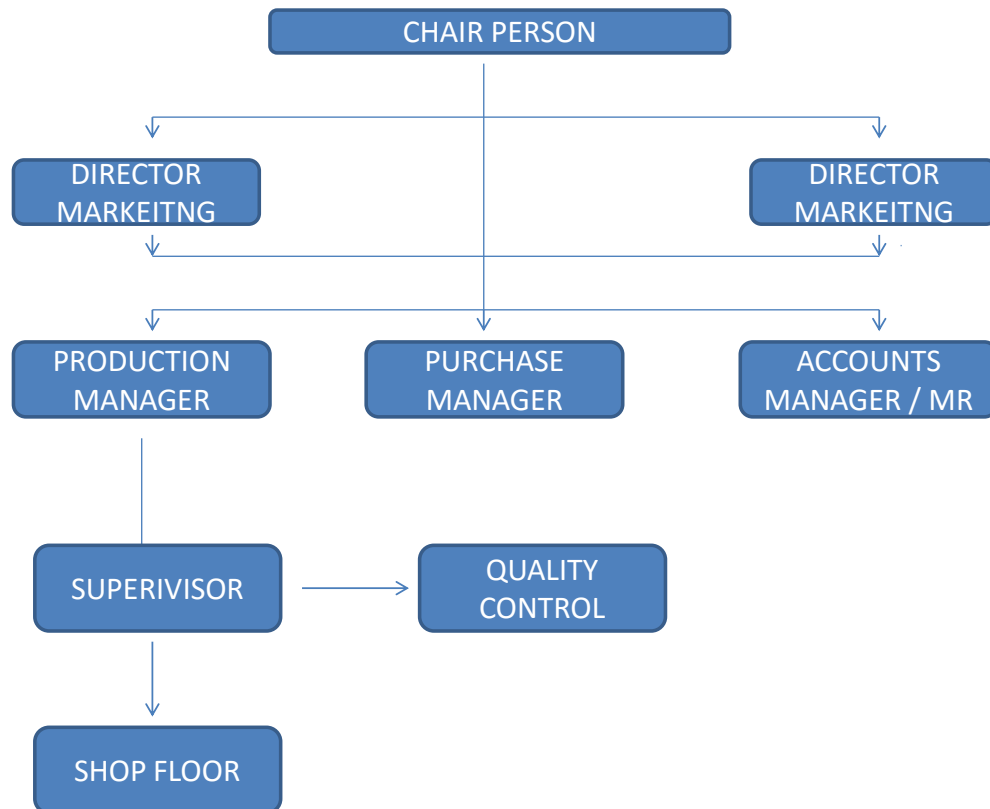 CHAIR PERSON
DIRECTOR
MARKEITNG
DIRECTOR
MARKEITNG
PRODUCTION
MANAGER
PURCHASE
MANAGER
ACCOUNTS
MANAGER / MR
SUPERIVISOR
QUALITY
CONTROL
SHOP FLOOR